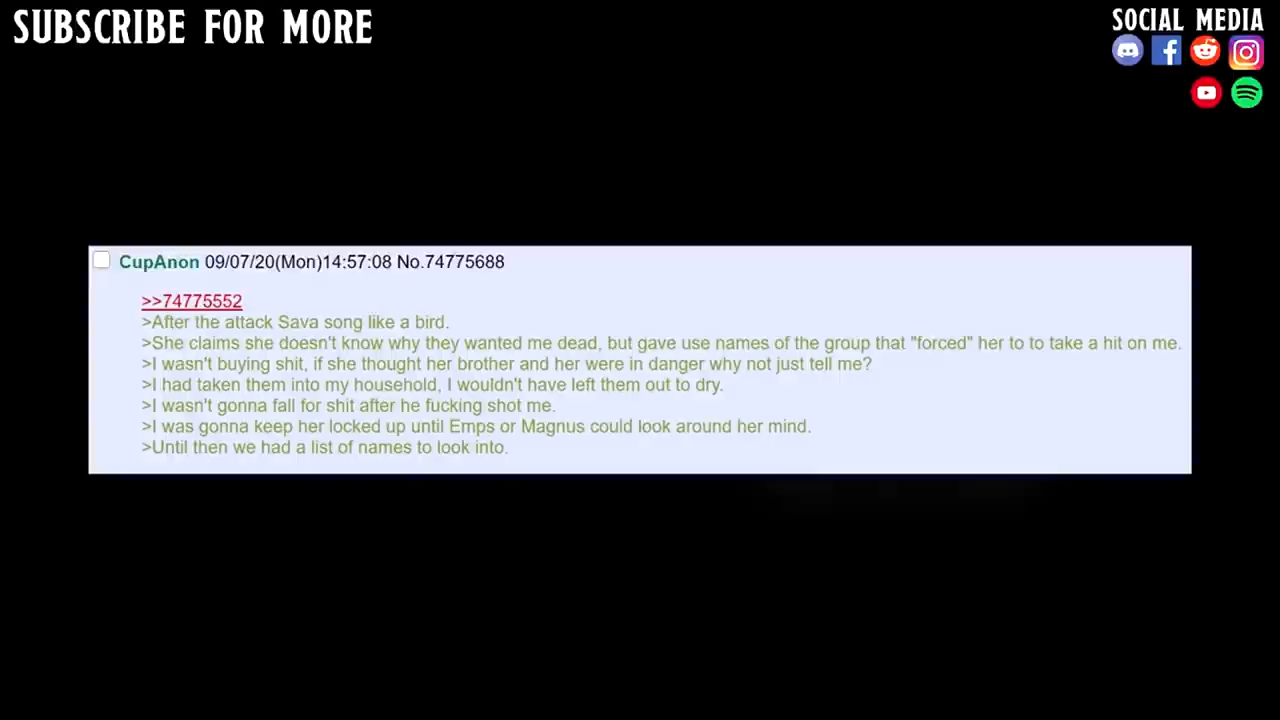 SUBSCRIBE FOR MORE
SOCIAL MEDIA
CupAnon 09/07/20(Mon)14:57:08 No.74775688
>>74775552
>After the attack Sava song like a bird.
>She claims she doesn't know why they wanted me dead, but gave use names of the group that "forced" her to to take a hit on me.
>I wasn't buying shit, if she thought her brother and her were in danger why not just tell me?
>I had taken them into my household, I wouldn't have left them out to dry.
>I wasn't gonna fall for shit after he fucking shot me.
>I was gonna keep her locked up until Emps or Magnus could look around her mind.
>Until then we had a list of names to look into.